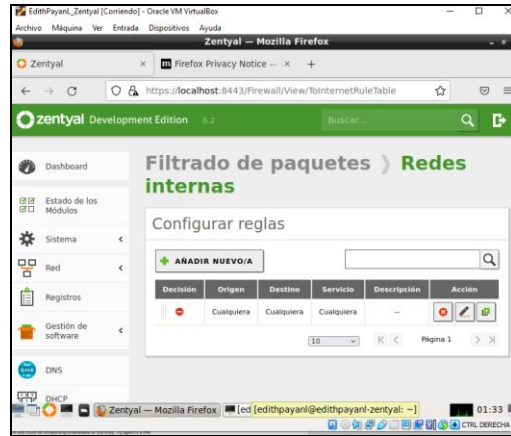 EdithPayanL_Zentyal [Corriendo] - Oracle VM VirtualBox
Archivo Máquina Ver Entrada Dispositivos Ayuda
Zentyal — Mozilla Firefox
Zentyal × m Firefox Privacy Notice — × +
https://localhost:8443/Firewall/View/ToInternetRuleTable
zentyal Development Edition 6.2 Buscar...
Dashboard
Estado de los
Módulos
Sistema
Red
Registros
Gestión de
software
DNS
DHCP
Filtrado de paquetes ⟩ Redes
internas
Configurar reglas
+ AÑADIR NUEVO/A
Decisión Origen Destino Servicio Descripción Acción
Cualquiera Cualquiera Cualquiera --
10 K < Página 1 > X
Zentyal — Mozilla Firefox [ed [edithpayanl@edithpayanl-zentyal: ~] 01:33
CTRL DERECHA